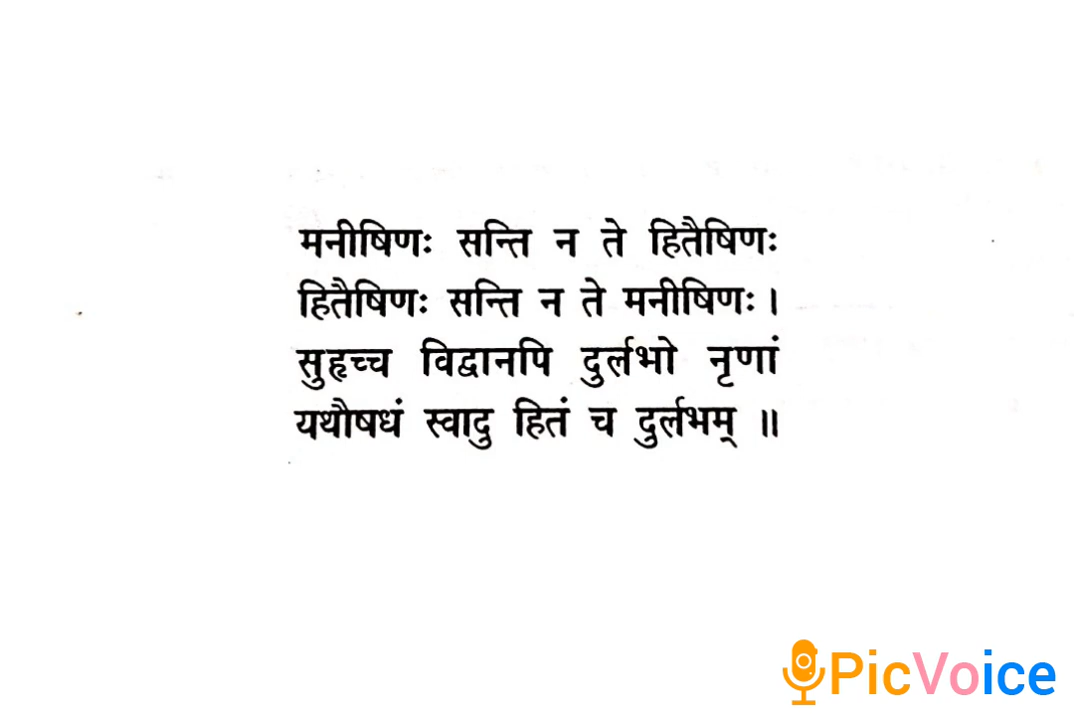 मनीषिणः सन्ति न ते हितैषिणः
हितैषिणः सन्ति न ते मनीषिणः ।
सुहृच्च विद्वानपि दुर्लभो नृणां
यथौषधं स्वादु हितं च दुर्लभम् ॥
PicVoice